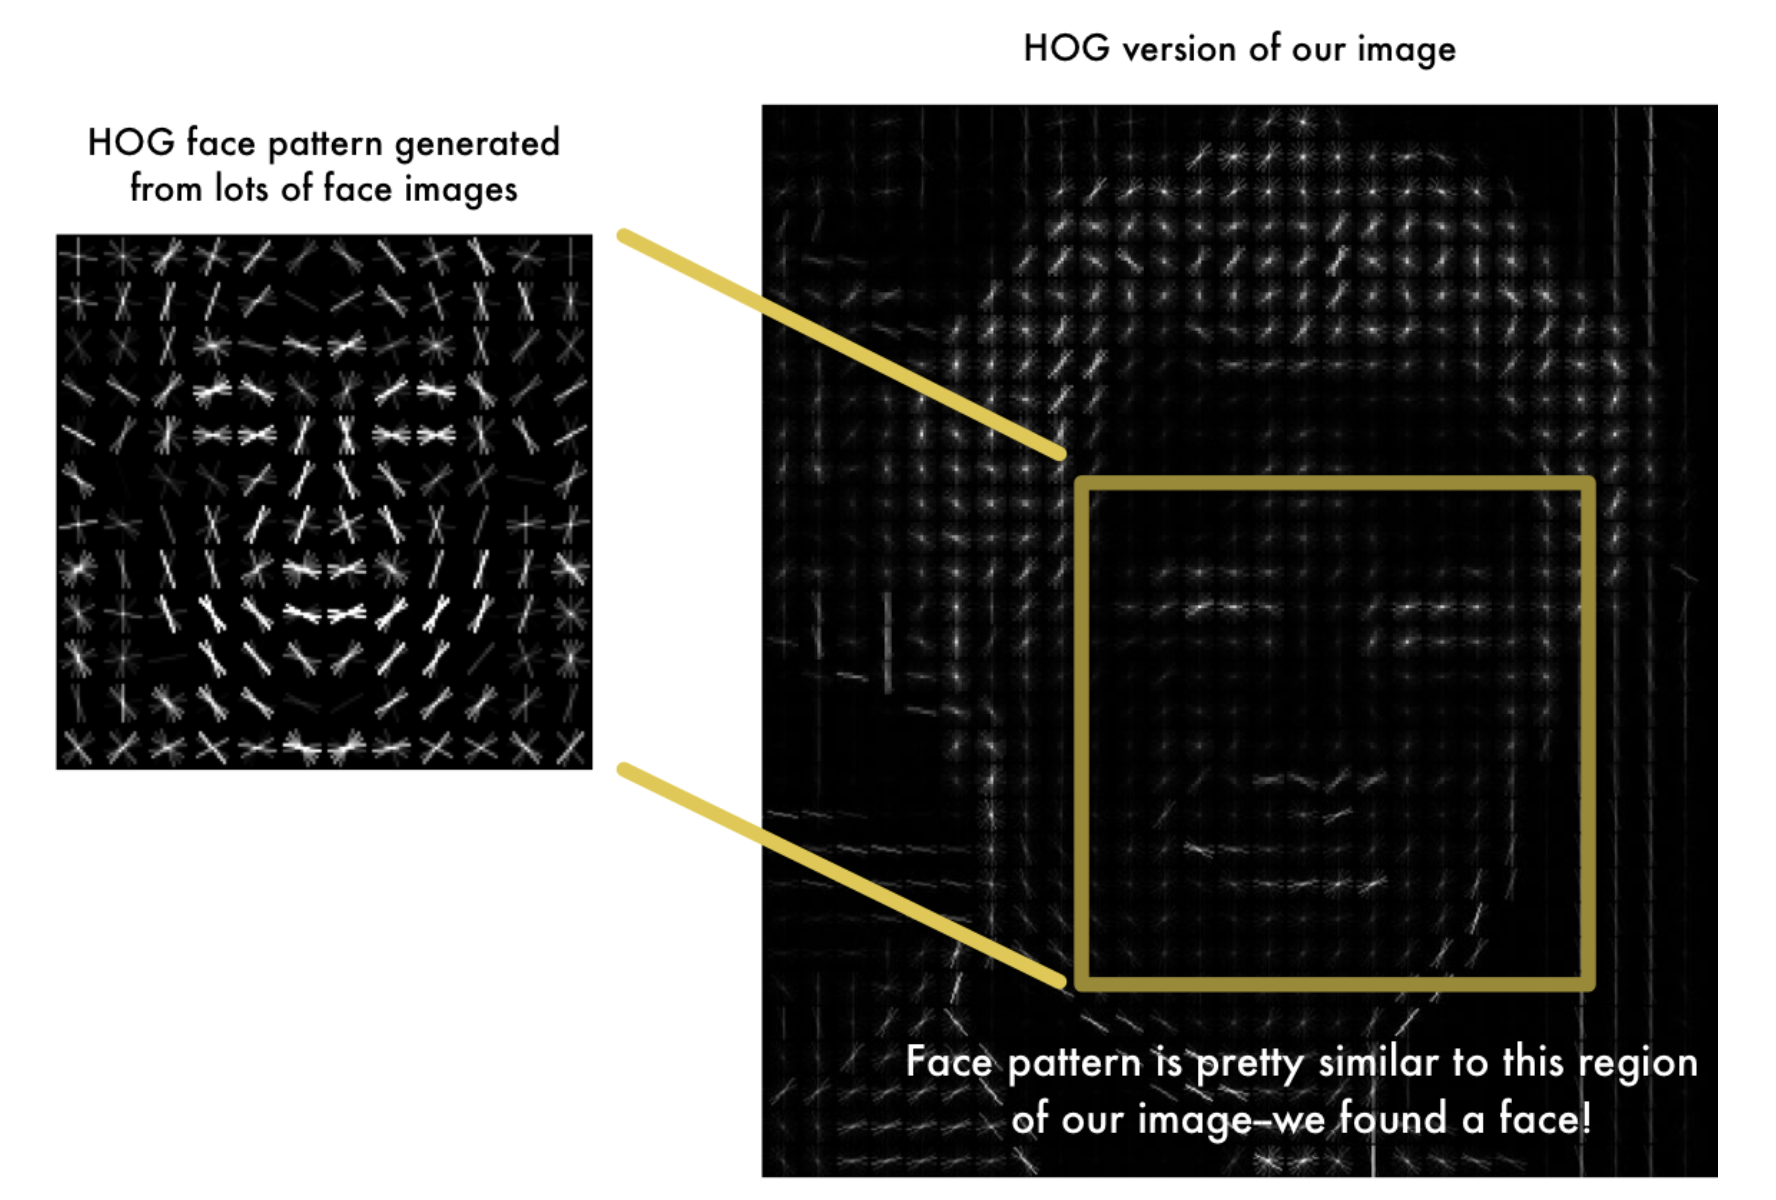 HOG version of our image
HOG face pattern generated
from lots of face images
Face pattern is pretty similar to this region
of our image–we found a face!